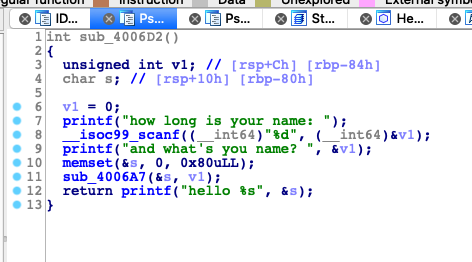 gular function Instruction Data Unexplored External symb
ID... Ps... Ps... St... He...
1 int sub_4006D2()
2 {
3 unsigned int v1; // [rsp+Ch] [rbp-84h]
4 char s; // [rsp+10h] [rbp-80h]
5
6 v1 = 0;
7 printf("how long is your name: ");
8 __isoc99_scanf((__int64)"%d", (__int64)&v1);
9 printf("and what's you name? ", &v1);
10 memset(&s, 0, 0x80uLL);
11 sub_4006A7(&s, v1);
12 return printf("hello %s", &s);
13 }